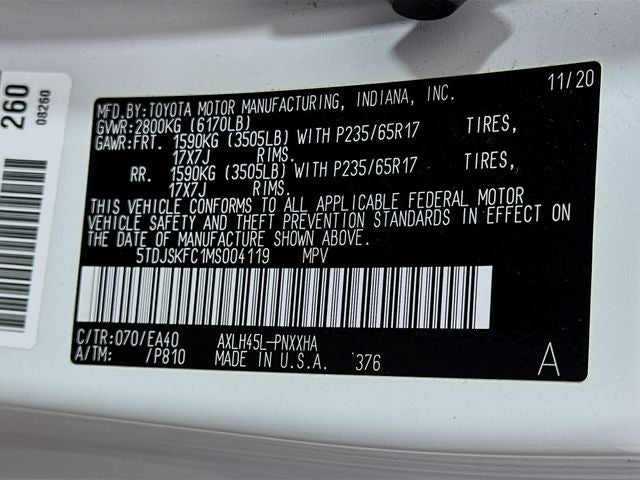 260
08260
11/20
MFD.BY:TOYOTA MOTOR MANUFACTURING, INDIANA, INC.
GVWR:2800KG (6170LB)
GAWR:FRT. 1590KG (3505LB) WITH P235/65R17 TIRES,
17X7J RIMS.
RR. 1590KG (3505LB) WITH P235/65R17 TIRES,
17X7J RIMS.
THIS VEHICLE CONFORMS TO ALL APPLICABLE FEDERAL MOTOR
VEHICLE SAFETY AND THEFT PREVENTION STANDARDS IN EFFECT ON
THE DATE OF MANUFACTURE SHOWN ABOVE.
5TDJSKFC1MS004119 MPV
C/TR:070/EA40 AXLH45L-PNXXHA
A/TM: /P810 MADE IN U.S.A. 376
A